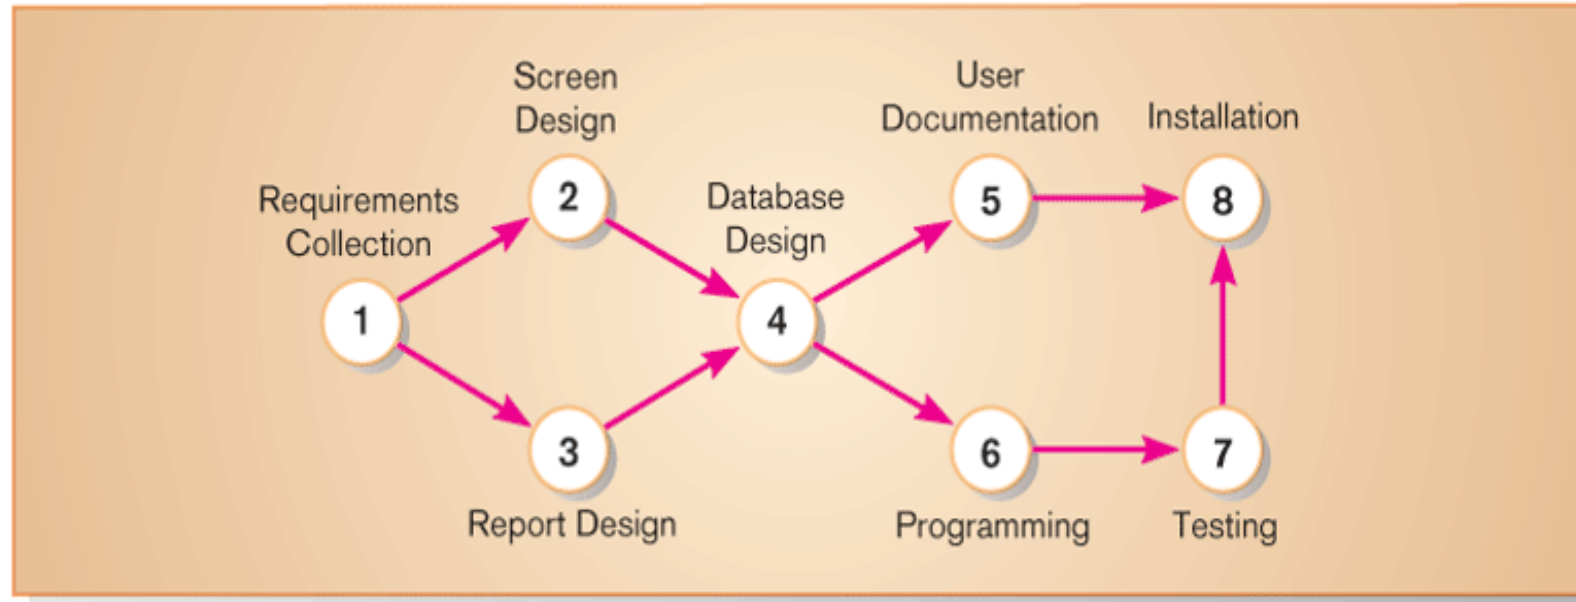 Screen
Design
User
Documentation
Installation
Requirements
Collection
2
Database
Design
5
8
1
4
3
6
7
Report Design
Programming
Testing